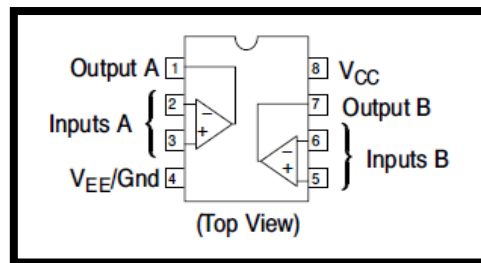 Output A 1 8 VCC
2 − 7 Output B
Inputs A + − 6
3 + Inputs B
VEE/Gnd 4 5
(Top View)